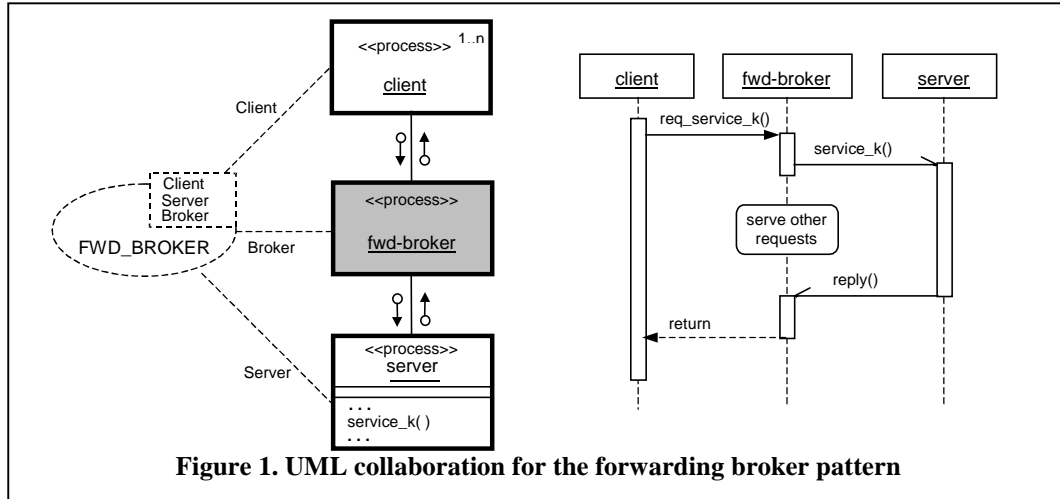 <<process>> 1..n
client
Client
Client
Server
Broker
FWD_BROKER
Broker
<<process>>
fwd-broker
Server
<<process>>
server
. . .
service_k( )
. . .
client
fwd-broker
server
req_service_k()
service_k()
serve other
requests
reply()
return
Figure 1. UML collaboration for the forwarding broker pattern